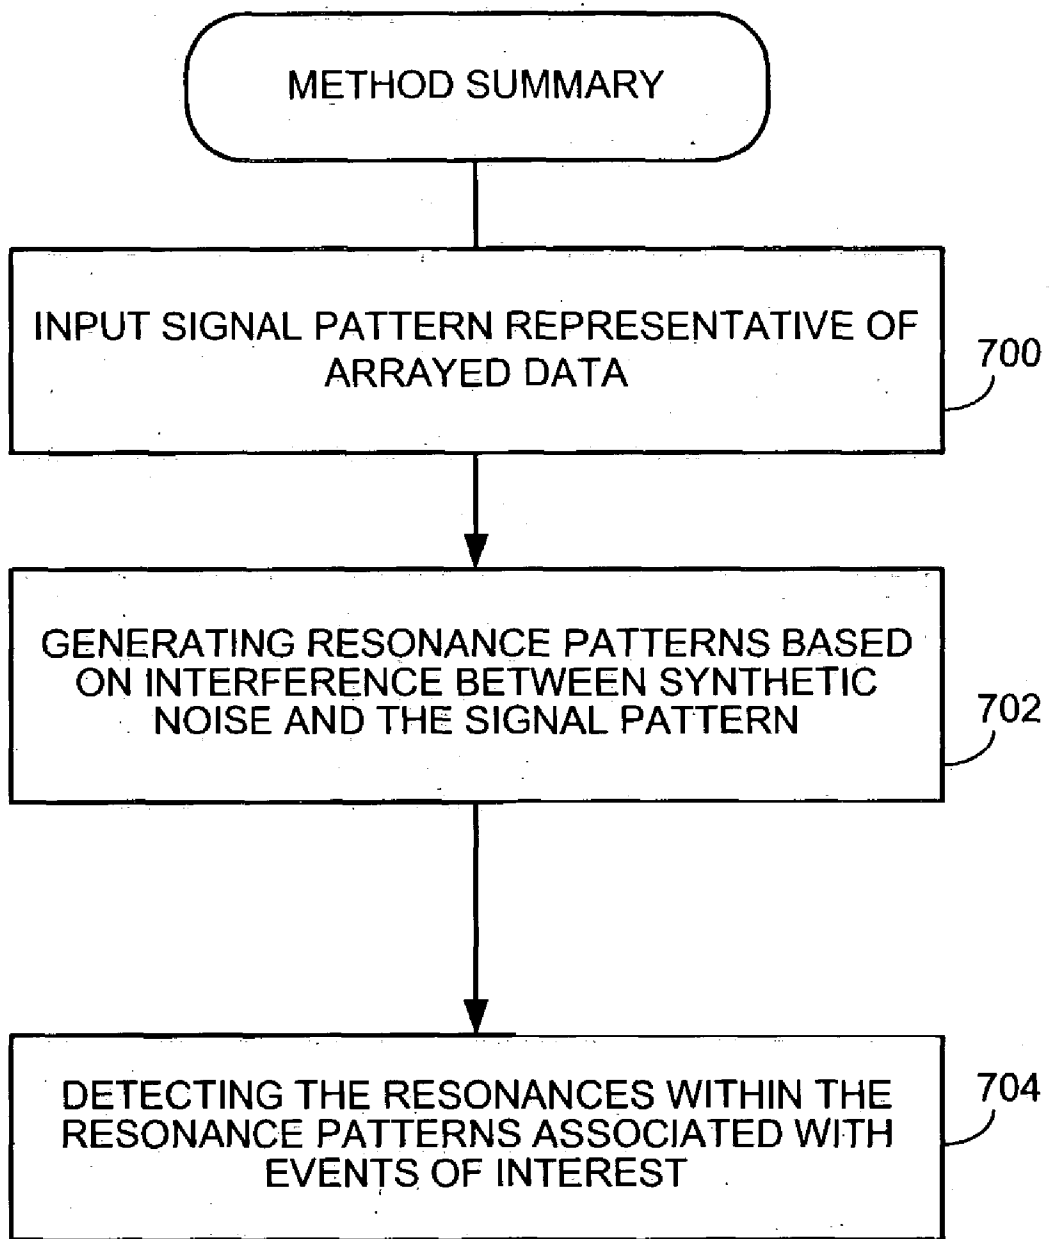 METHOD SUMMARY
INPUT SIGNAL PATTERN REPRESENTATIVE OF
ARRAYED DATA
700
GENERATING RESONANCE PATTERNS BASED
ON INTERFERENCE BETWEEN SYNTHETIC
NOISE AND THE SIGNAL PATTERN
702
DETECTING THE RESONANCES WITHIN THE
RESONANCE PATTERNS ASSOCIATED WITH
EVENTS OF INTEREST
704